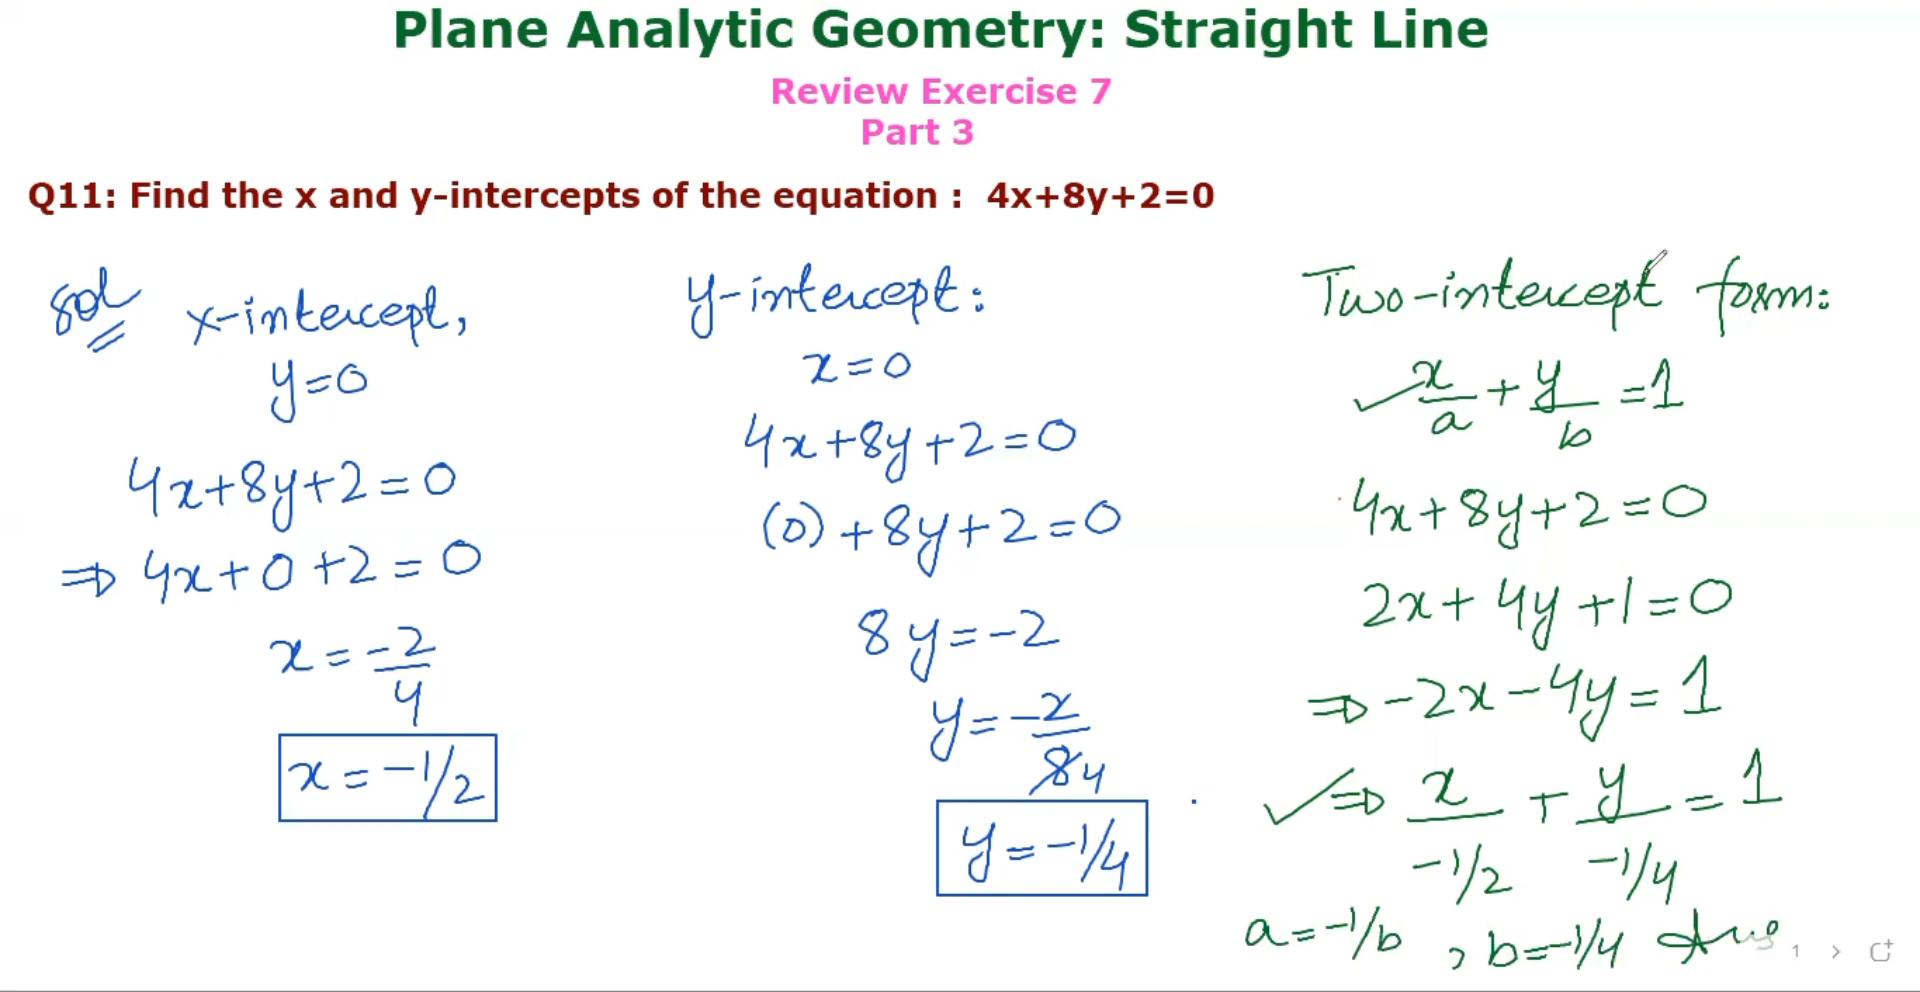 Plane Analytic Geometry: Straight Line
Review Exercise 7
Part 3
Q11: Find the x and y-intercepts of the equation : 4x+8y+2=0
Sol
x-intercept,
y=0
4x+8y+2=0
⇒ 4x+0+2=0
x=-2/4
x=-1/2
y-intercept:
x=0
4x+8y+2=0
(0)+8y+2=0
8y=-2
y=-2/8 4
y=-1/4
Two-intercept form:
✓ x/a + y/b =1
4x+8y+2=0
2x+4y+1=0
⇒ -2x-4y=1
✓⇒ x/-1/2 + y/-1/4 =1
a=-1/b , b=-1/4 Ans
1 >